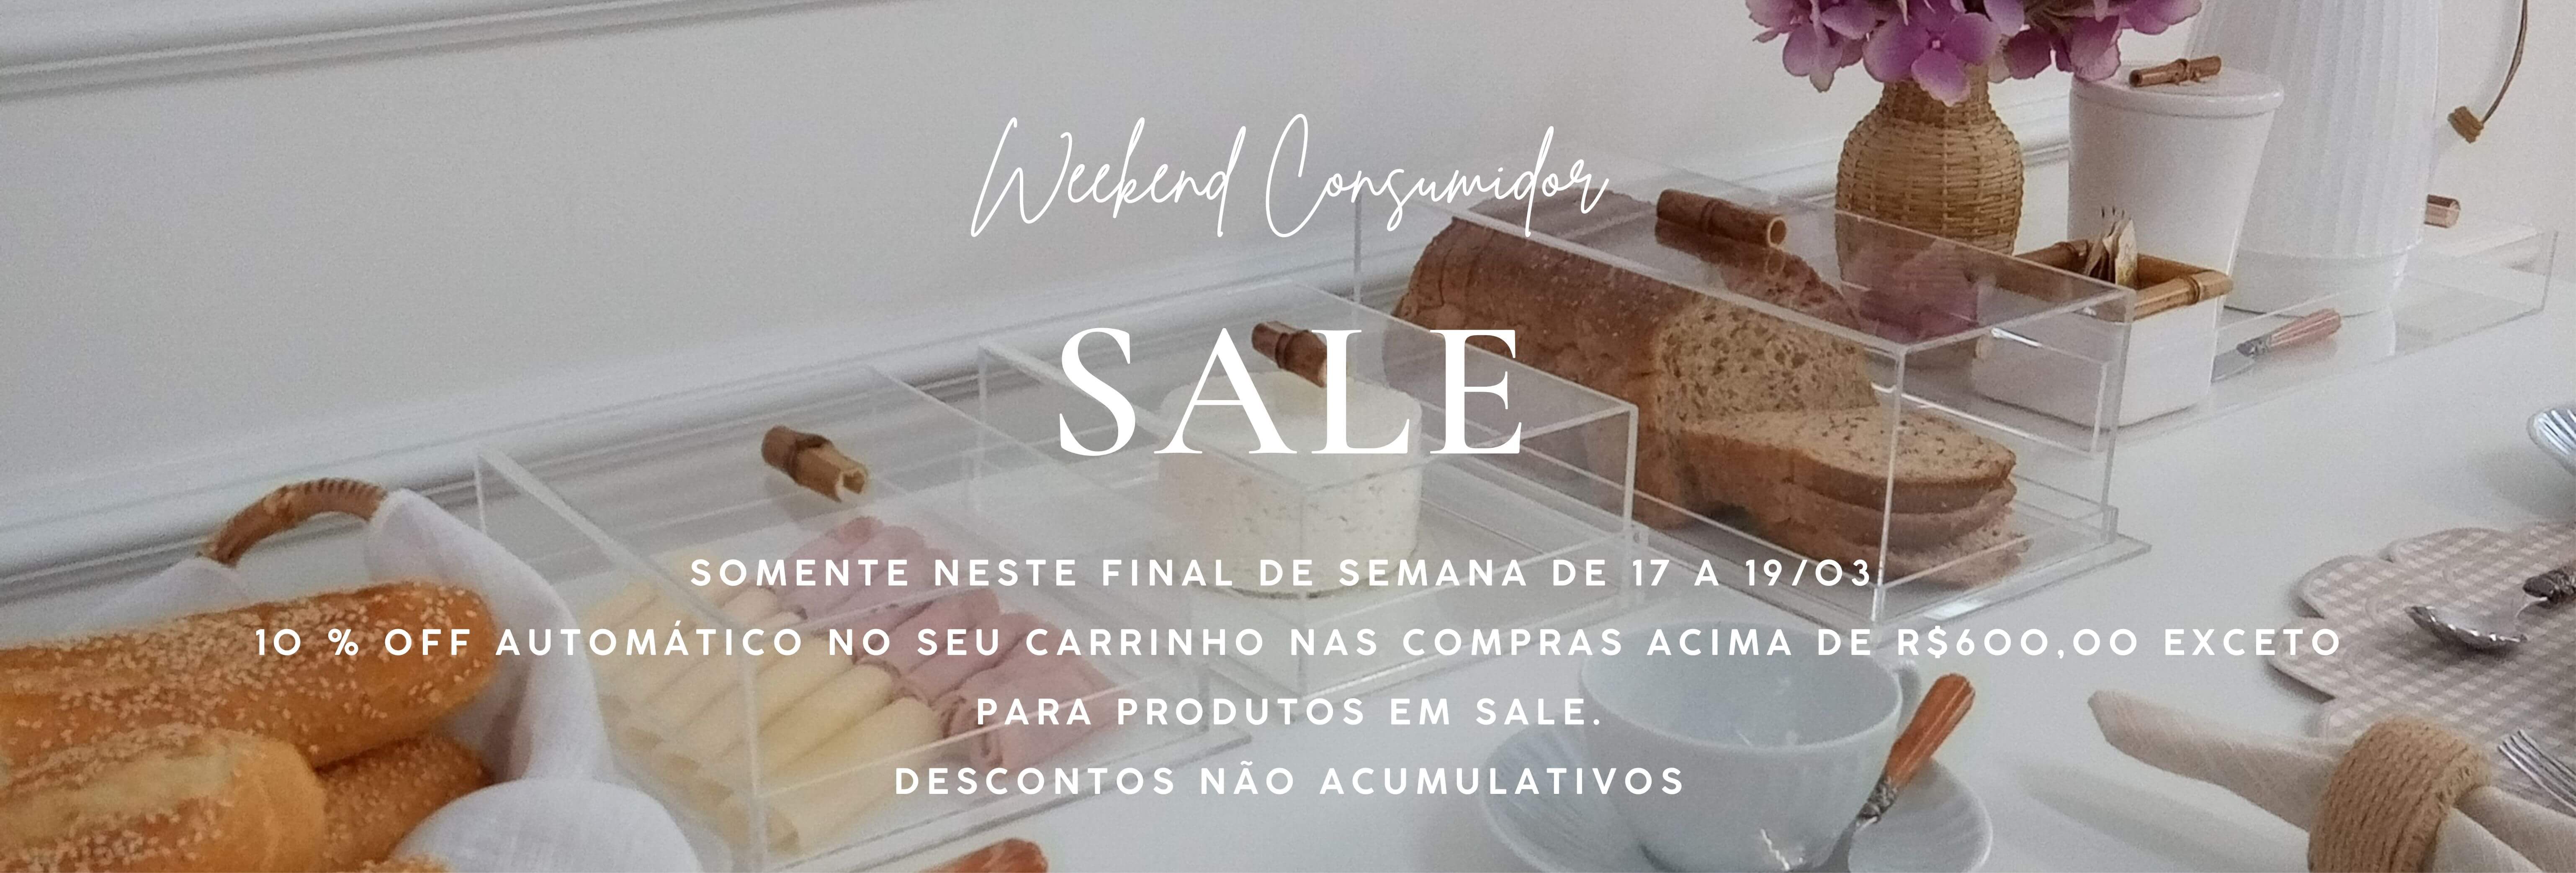 Weekend Consumidor
SALE
SOMENTE NESTE FINAL DE SEMANA DE 17 A 19/03
10 % OFF AUTOMÁTICO NO SEU CARRINHO NAS COMPRAS ACIMA DE R$600,00 EXCETO
PARA PRODUTOS EM SALE.
DESCONTOS NÃO ACUMULATIVOS